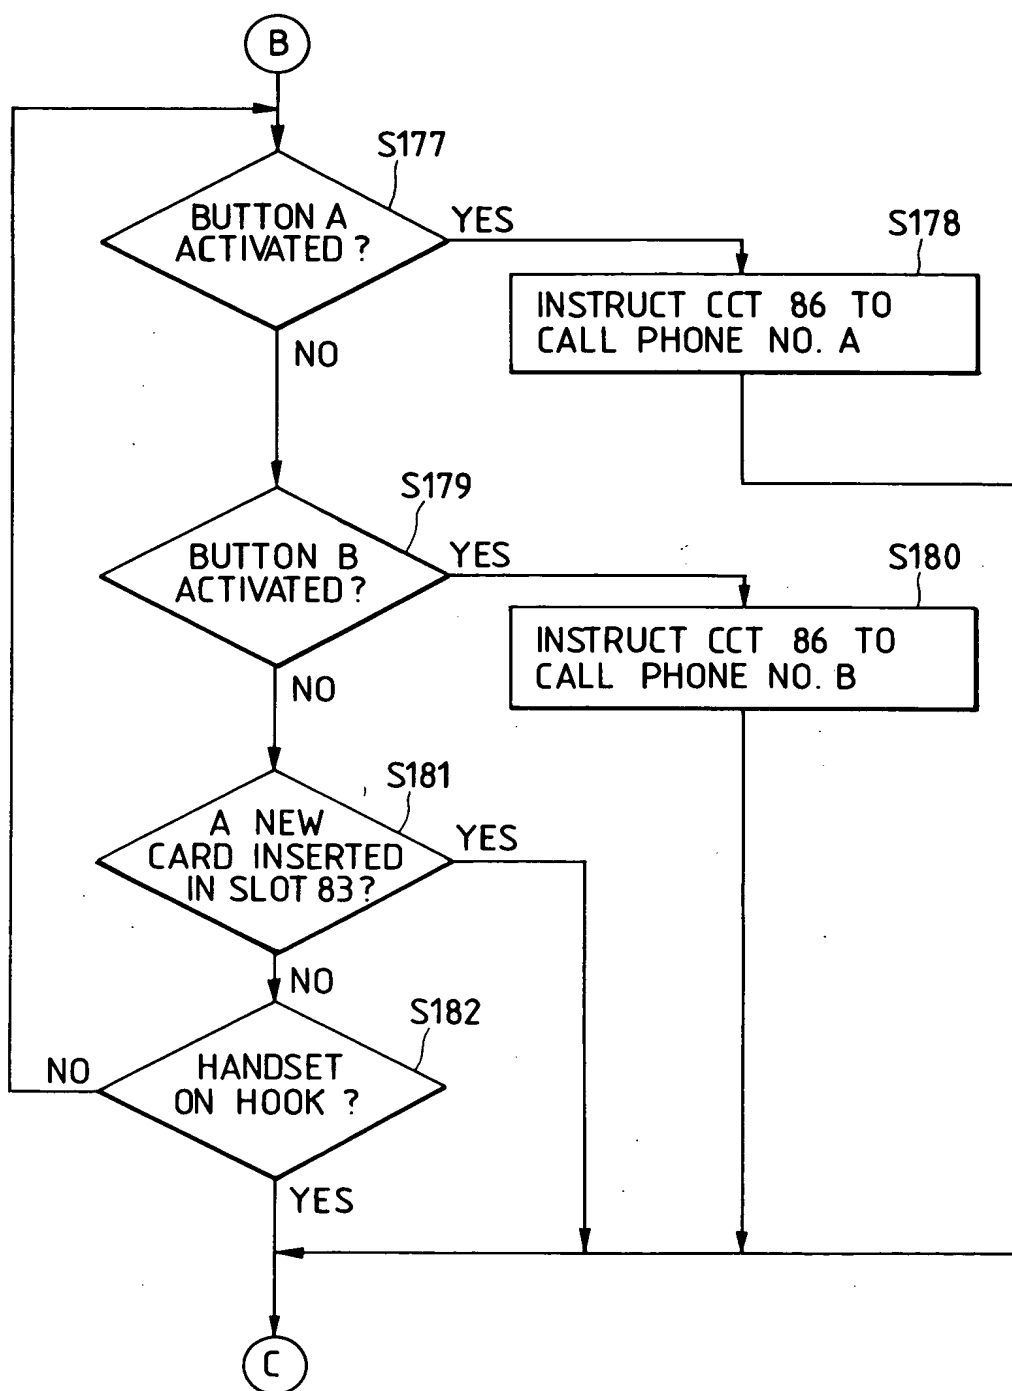 B
S177
BUTTON A
ACTIVATED ?
YES
NO
S178
INSTRUCT CCT 86 TO
CALL PHONE NO. A
S179
BUTTON B
ACTIVATED ?
YES
NO
S180
INSTRUCT CCT 86 TO
CALL PHONE NO. B
S181
A NEW
CARD INSERTED
IN SLOT 83 ?
YES
NO
S182
HANDSET
ON HOOK ?
NO
YES
C